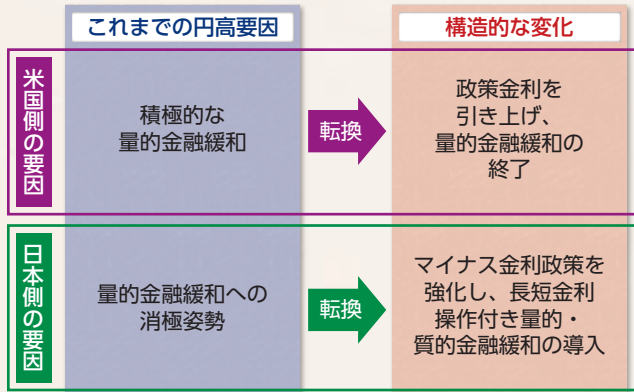 これまでの円高要因
構造的な変化
米国側の要因
積極的な
量的金融緩和
転換
政策金利を
引き上げ、
量的金融緩和の
終了
日本側の要因
量的金融緩和への
消極姿勢
転換
マイナス金利政策を
強化し、長短金利
操作付き量的・
質的金融緩和の導入